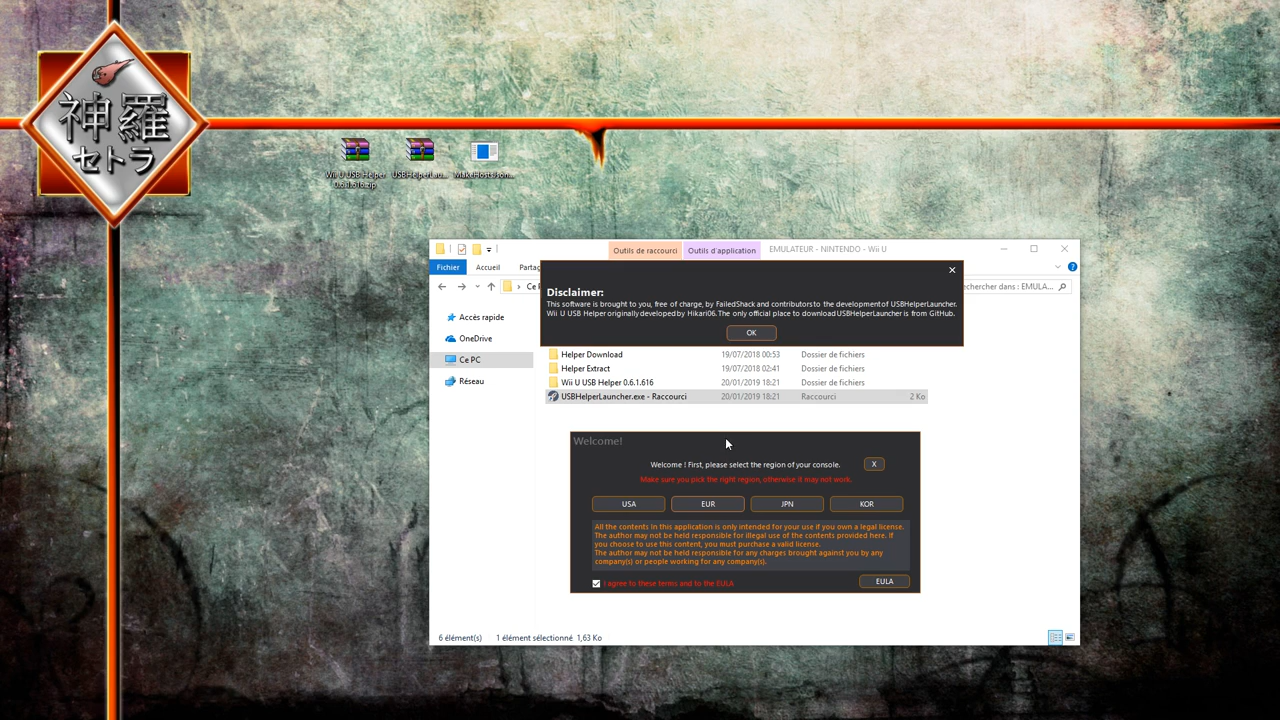 神羅
セトラ
Wii U USB Helper
0.6.1.616.zip
USBHelperLau...
MakeHostsJson...
Outils de raccourci
Outils d'application
EMULATEUR - NINTENDO - Wii U
Fichier
Accueil
Partag
Ce P
echercher dans : EMULA...
Disclaimer:
This software is brought to you, free of charge, by FailedShack and contributors to the development of USBHelperLauncher.
Wii U USB Helper originally developed by Hikari06. The only official place to download USBHelperLauncher is from GitHub.
OK
Accès rapide
OneDrive
Ce PC
Réseau
Helper Download 19/07/2018 00:53 Dossier de fichiers
Helper Extract 19/07/2018 02:41 Dossier de fichiers
Wii U USB Helper 0.6.1.616 20/01/2019 18:21 Dossier de fichiers
USBHelperLauncher.exe - Raccourci 20/01/2019 18:21 Raccourci 2 Ko
Welcome!
Welcome ! First, please select the region of your console.
X
Make sure you pick the right region, otherwise it may not work.
USA EUR JPN KOR
All the contents In this application is only intended for your use if you own a legal license.
The author may not be held responsible for illegal use of the contents provided here. If
you choose to use this content, you must purchase a valid license.
The author may not be held responsible for any charges brought against you by any
company(s) or people working for any company(s).
I agree to these terms and to the EULA
EULA
6 élément(s) 1 élément sélectionné 1,63 Ko